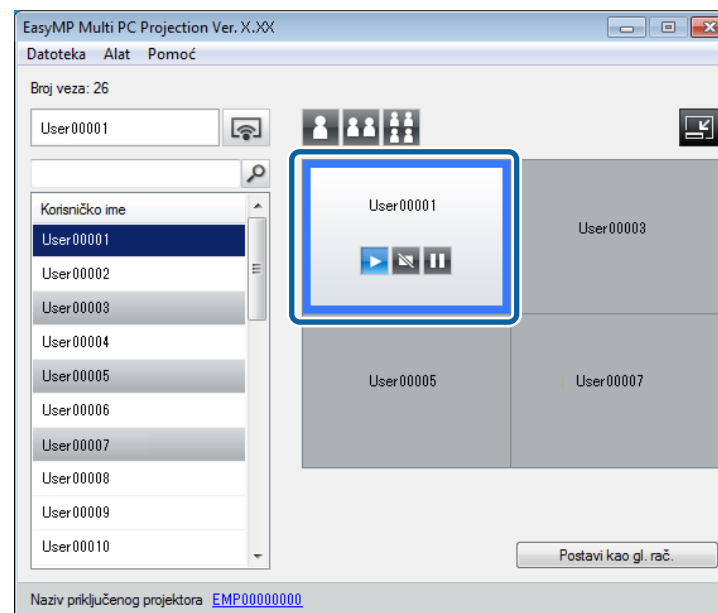 EasyMP Multi PC Projection Ver. X.XX
Datoteka Alat Pomoć
Broj veza: 26
User00001
Korisničko ime
User00001
User00002
User00003
User00004
User00005
User00006
User00007
User00008
User00009
User00010
User00001
User00003
User00005
User00007
Postavi kao gl. rač.
Naziv priključenog projektora EMP00000000